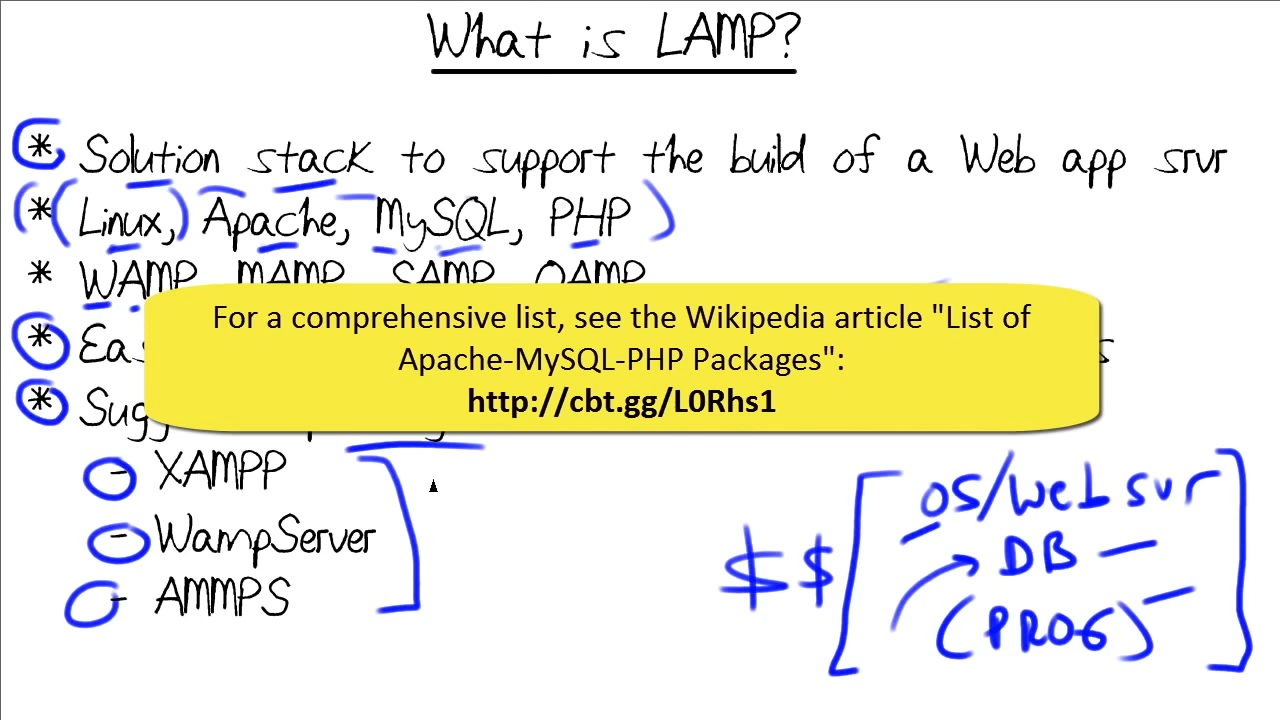 What is LAMP?
* Solution stack to support the build of a Web app srvr
* (Linux,) Apache, MySQL, PHP
* WAMP MAMP SAMP OAMP
For a comprehensive list, see the Wikipedia article "List of
Apache-MySQL-PHP Packages":
http://cbt.gg/L0Rhs1
*
*
- XAMPP
- WampServer
- AMMPS
$$
OS/Web svr
DB
(PROG)